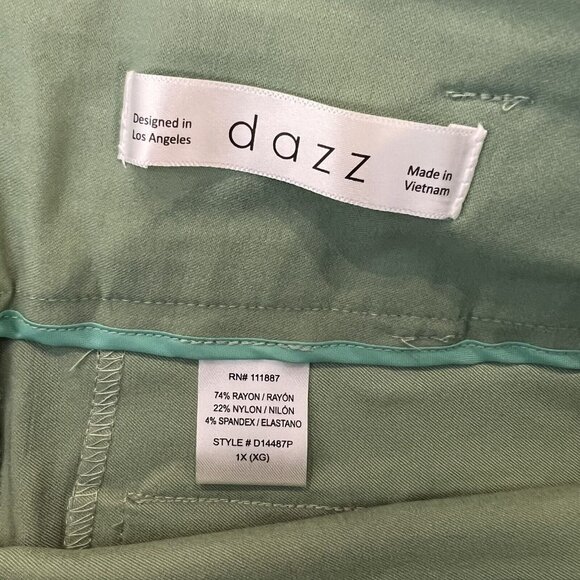 Designed in
Los Angeles
dazz
Made in
Vietnam
RN# 111887
74% RAYON / RAYÓN
22% NYLON / NILÓN
4% SPANDEX / ELASTANO
STYLE # D14487P
1X (XG)